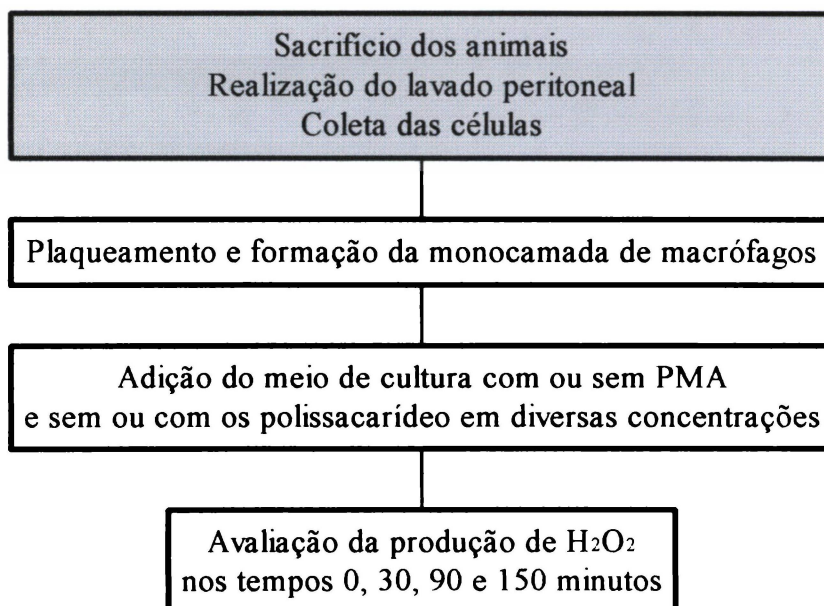 Sacrifício dos animais
Realização do lavado peritoneal
Coleta das células
Plaqueamento e formação da monocamada de macrófagos
Adição do meio de cultura com ou sem PMA
e sem ou com os polissacarídeo em diversas concentrações
Avaliação da produção de H₂O₂
nos tempos 0, 30, 90 e 150 minutos